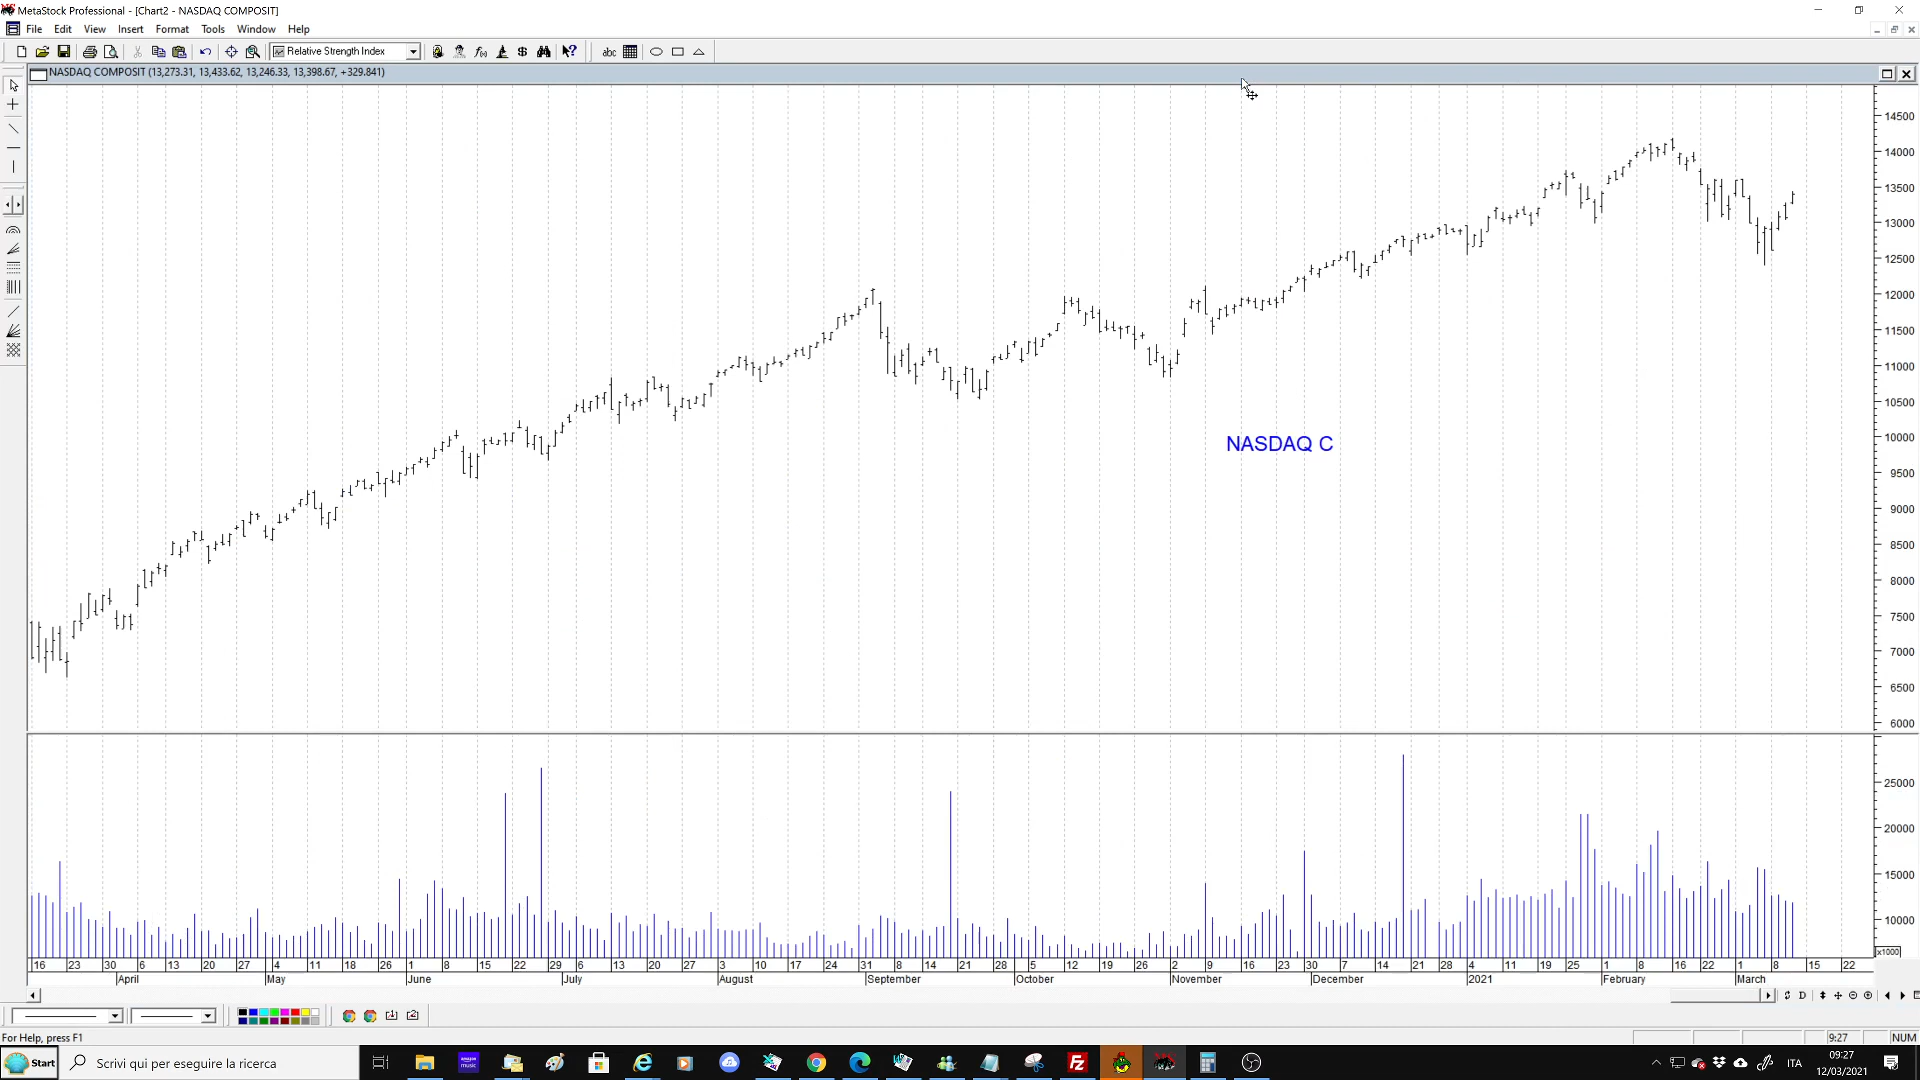 MetaStock Professional - [Chart2 - NASDAQ COMPOSIT]
File Edit View Insert Format Tools Window Help
Relative Strength Index
abc
NASDAQ COMPOSIT (13,273.31, 13,433.62, 13,246.33, 13,398.67, +329.841)
14500
14000
13500
13000
12500
12000
11500
11000
10500
10000
9500
9000
8500
8000
7500
7000
6500
6000
NASDAQ C
25000
20000
15000
10000
x1000
16 23 30 6 13 20 27 4 11 18 26 1 8 15 22 29 6 13 20 27 3 10 17 24 31 8 14 21 28 5 12 19 26 2 9 16 23 30 7 14 21 28 4 11 19 25 1 8 16 22 1 8 15 22
April May June July August September October November December 2021 February March
D
For Help, press F1
9:27 NUM
Start
Scrivi qui per eseguire la ricerca
amazon music
ITA
09:27
12/03/2021